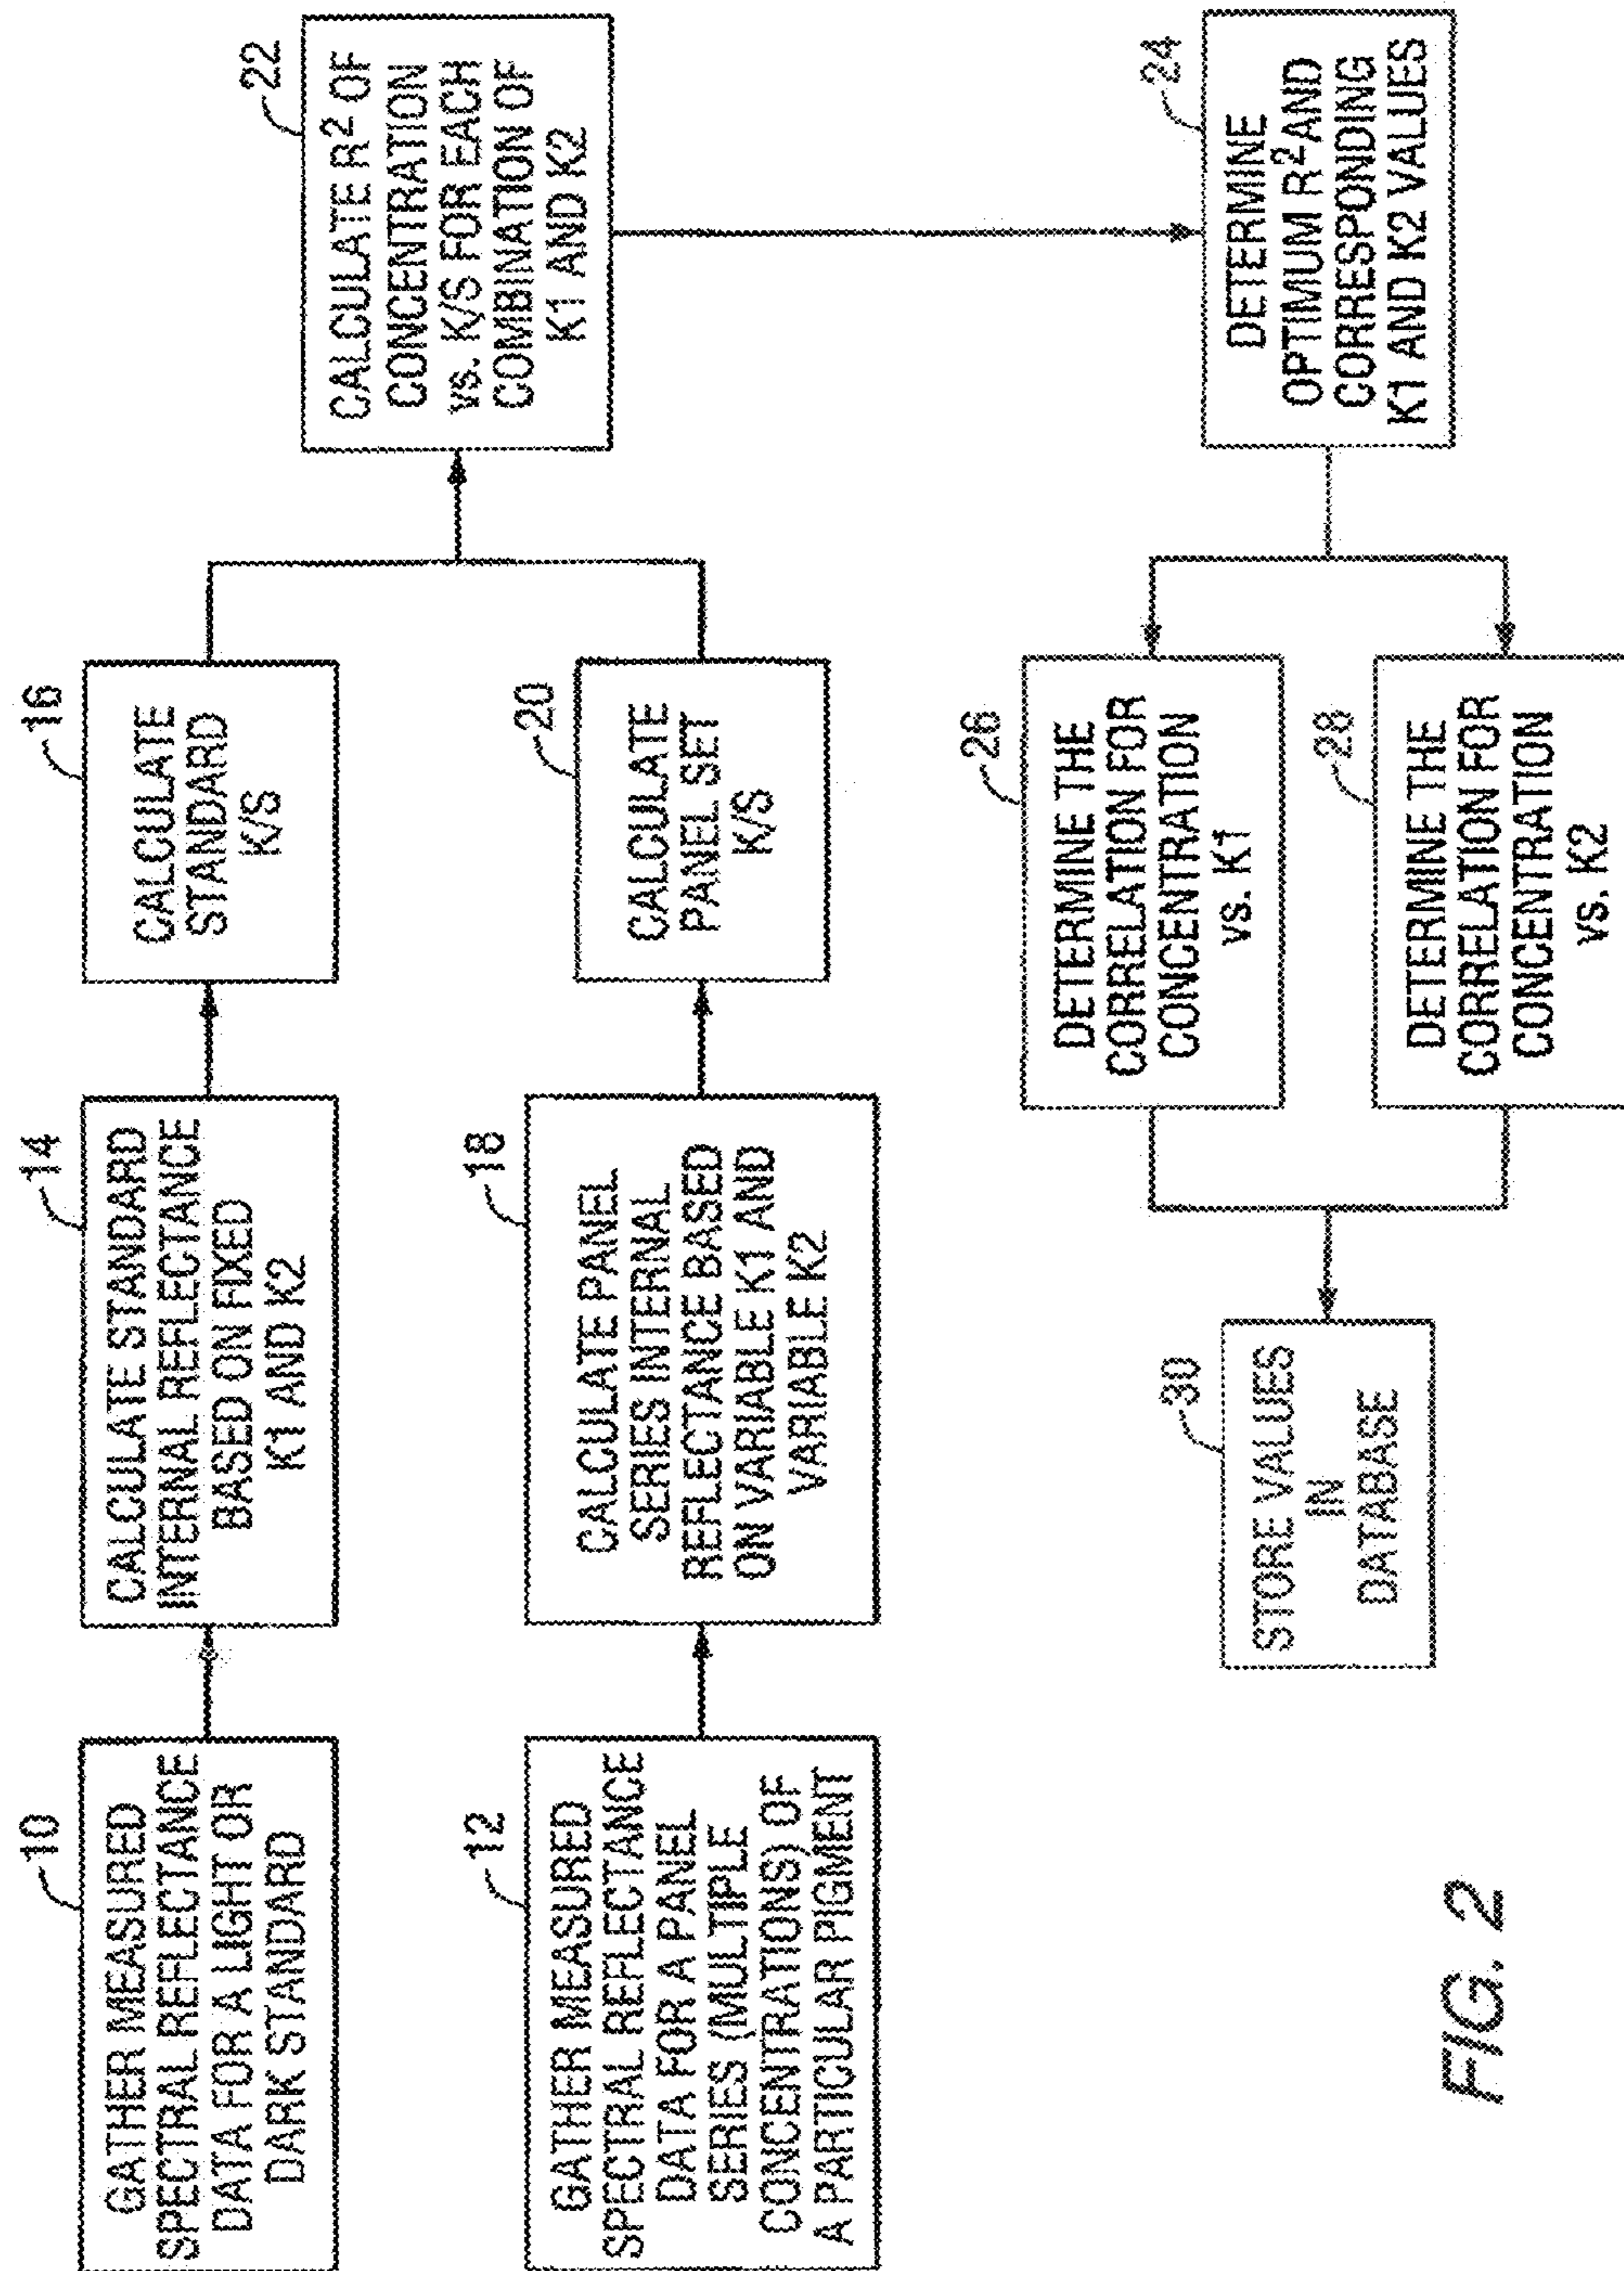 10
GATHER MEASURED
SPECTRAL REFLECTANCE
DATA FOR A LIGHT OR
DARK STANDARD
14
CALCULATE STANDARD
INTERNAL REFLECTANCE
BASED ON FIXED
K1 AND K2
16
CALCULATE
STANDARD
K/S
12
GATHER MEASURED
SPECTRAL REFLECTANCE
DATA FOR A PANEL
SERIES (MULTIPLE
CONCENTRATIONS) OF
A PARTICULAR PIGMENT
18
CALCULATE PANEL
SERIES INTERNAL
REFLECTANCE BASED
ON VARIABLE K1 AND
VARIABLE K2
20
CALCULATE
PANEL SET
K/S
22
CALCULATE R² OF
CONCENTRATION
vs. K/S FOR EACH
COMBINATION OF
K1 AND K2
24
DETERMINE
OPTIMUM R² AND
CORRESPONDING
K1 AND K2 VALUES
26
DETERMINE THE
CORRELATION FOR
CONCENTRATION
vs. K1
28
DETERMINE THE
CORRELATION FOR
CONCENTRATION
vs. K2
30
STORE VALUES
IN
DATABASE
FIG. 2